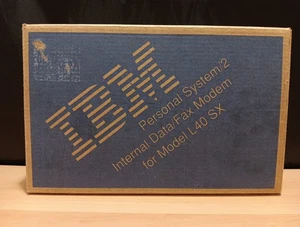 IBM
Personal System/2
Internal Data/Fax Modem
for Model L40 SX